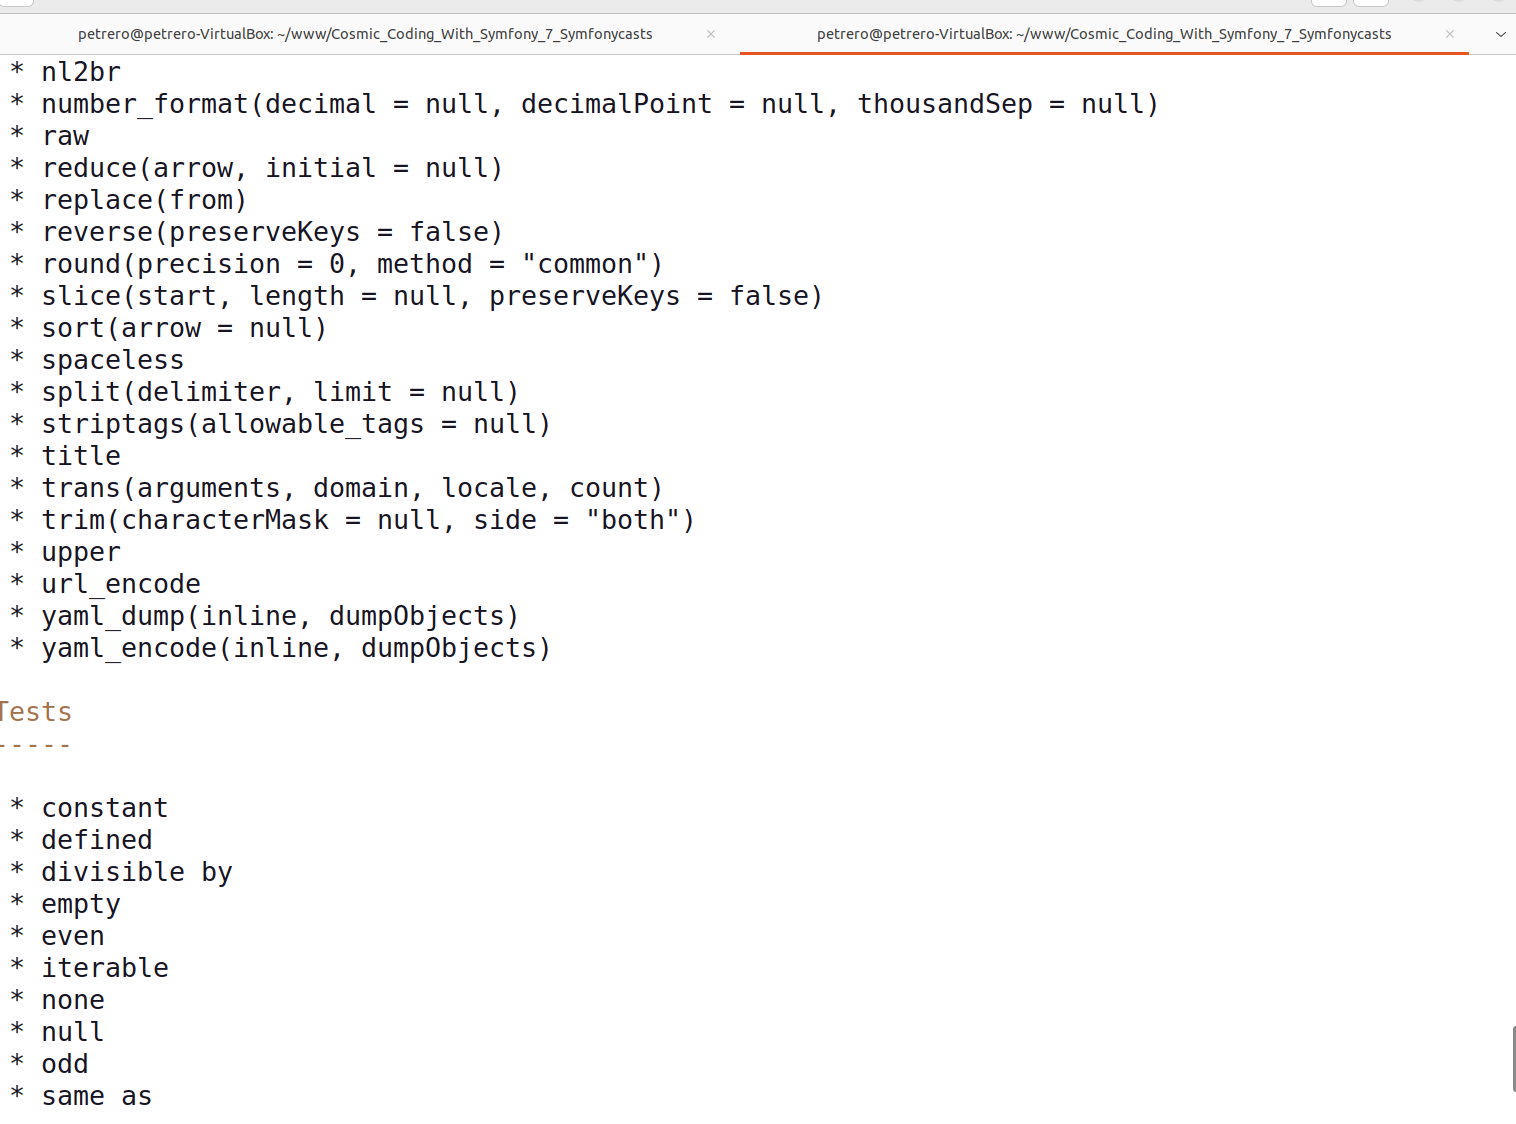 petrero@petrero-VirtualBox: ~/www/Cosmic_Coding_With_Symfony_7_Symfonycasts × petrero@petrero-VirtualBox: ~/www/Cosmic_Coding_With_Symfony_7_Symfonycasts ×
* nl2br
* number_format(decimal = null, decimalPoint = null, thousandSep = null)
* raw
* reduce(arrow, initial = null)
* replace(from)
* reverse(preserveKeys = false)
* round(precision = 0, method = "common")
* slice(start, length = null, preserveKeys = false)
* sort(arrow = null)
* spaceless
* split(delimiter, limit = null)
* striptags(allowable_tags = null)
* title
* trans(arguments, domain, locale, count)
* trim(characterMask = null, side = "both")
* upper
* url_encode
* yaml_dump(inline, dumpObjects)
* yaml_encode(inline, dumpObjects)
Tests
-----
* constant
* defined
* divisible by
* empty
* even
* iterable
* none
* null
* odd
* same as